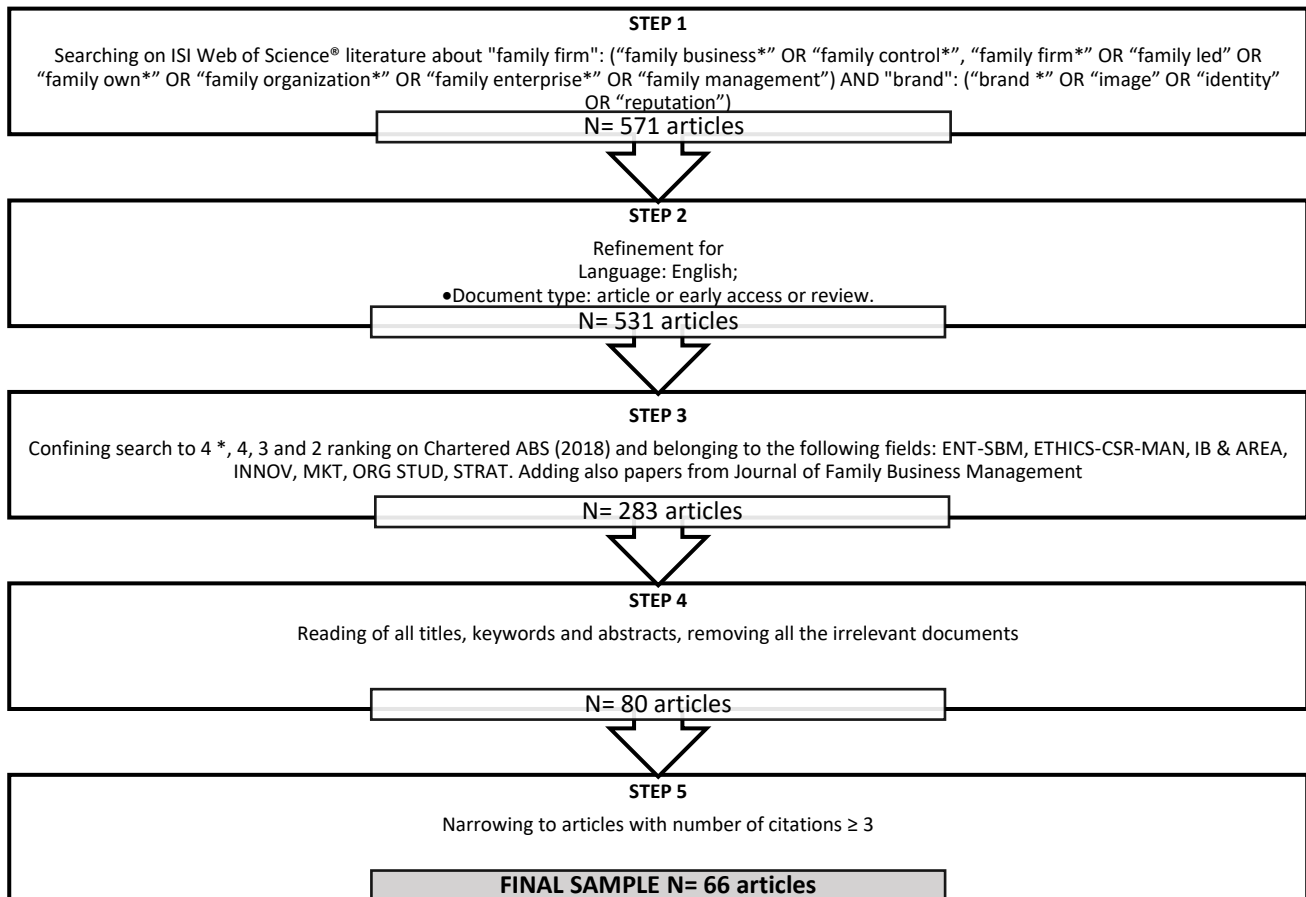 STEP 1
Searching on ISI Web of Science® literature about "family firm": (“family business*” OR “family control*”, “family firm*” OR “family led” OR
“family own*” OR “family organization*” OR “family enterprise*” OR “family management”) AND "brand": (“brand *” OR “image” OR “identity”
OR “reputation”)
N= 571 articles
STEP 2
Refinement for
Language: English;
•Document type: article or early access or review.
N= 531 articles
STEP 3
Confining search to 4 *, 4, 3 and 2 ranking on Chartered ABS (2018) and belonging to the following fields: ENT-SBM, ETHICS-CSR-MAN, IB & AREA,
INNOV, MKT, ORG STUD, STRAT. Adding also papers from Journal of Family Business Management
N= 283 articles
STEP 4
Reading of all titles, keywords and abstracts, removing all the irrelevant documents
N= 80 articles
STEP 5
Narrowing to articles with number of citations ≥ 3
FINAL SAMPLE N= 66 articles